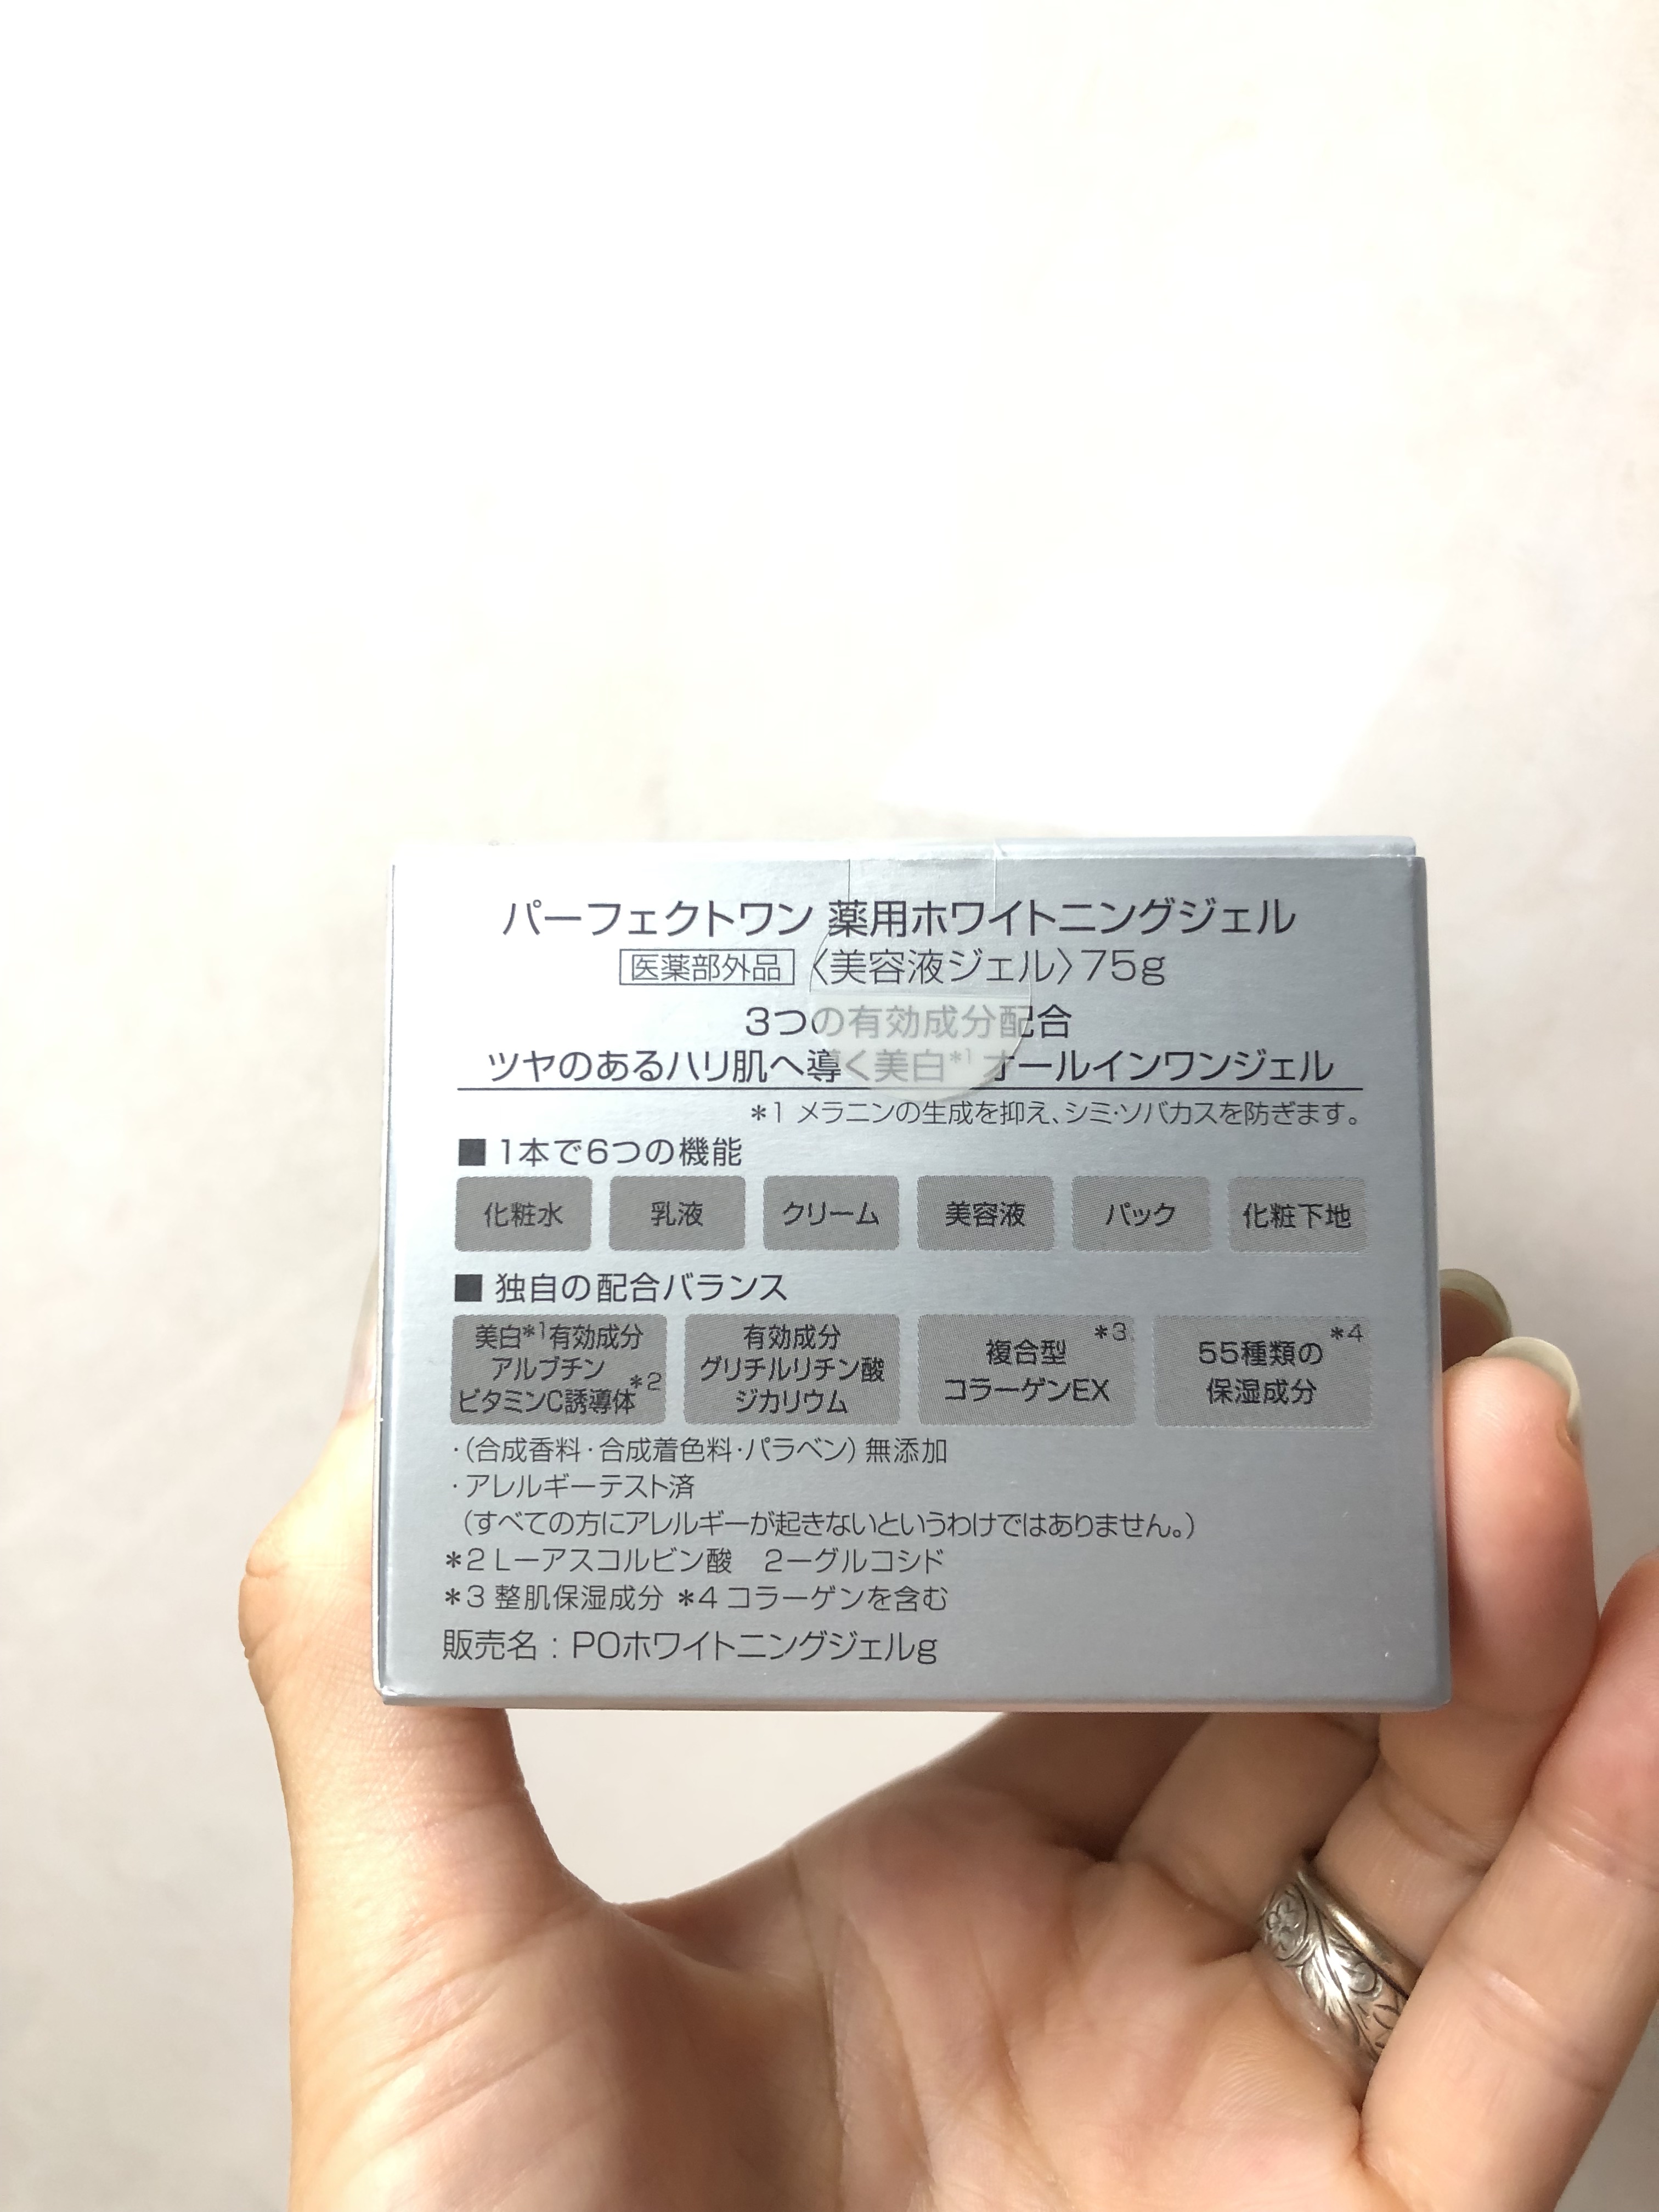 パーフェクトワン 薬用ホワイトニングジェル
医薬部外品 〈美容液ジェル〉75g
3つの有効成分配合
ツヤのあるハリ肌へ導く美白*1 オールインワンジェル
*1 メラニンの生成を抑え、シミ・ソバカスを防ぎます。
■ 1本で6つの機能
化粧水 乳液 クリーム 美容液 パック 化粧下地
■ 独自の配合バランス
美白*1有効成分
アルブチン
ビタミンC誘導体*2
有効成分
グリチルリチン酸
ジカリウム
複合型*3
コラーゲンEX
55種類の*4
保湿成分
・(合成香料・合成着色料・パラベン)無添加
・アレルギーテスト済
(すべての方にアレルギーが起きないというわけではありません。)
*2 L−アスコルビン酸 2−グルコシド
*3 整肌保湿成分 *4 コラーゲンを含む
販売名:POホワイトニングジェルg